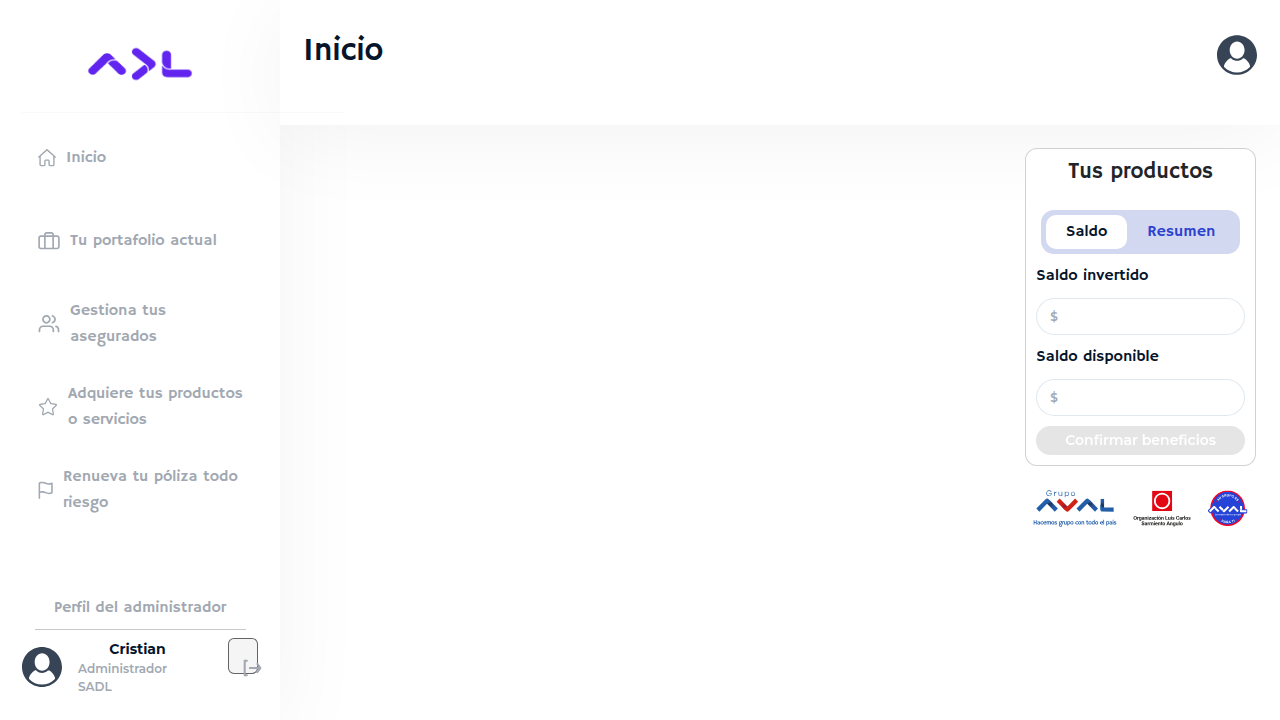 Inicio
Inicio
Tu portafolio actual
Gestiona tus
asegurados
Adquiere tus productos
o servicios
Renueva tu póliza todo
riesgo
Perfil del administrador
Cristian
Administrador
SADL
Tus productos
Saldo
Resumen
Saldo invertido
$
Saldo disponible
$
Confirmar beneficios
Grupo
AVAL
Hacemos grupo con todo el país
Organización Luis Carlos
Sarmiento Angulo
AVAL